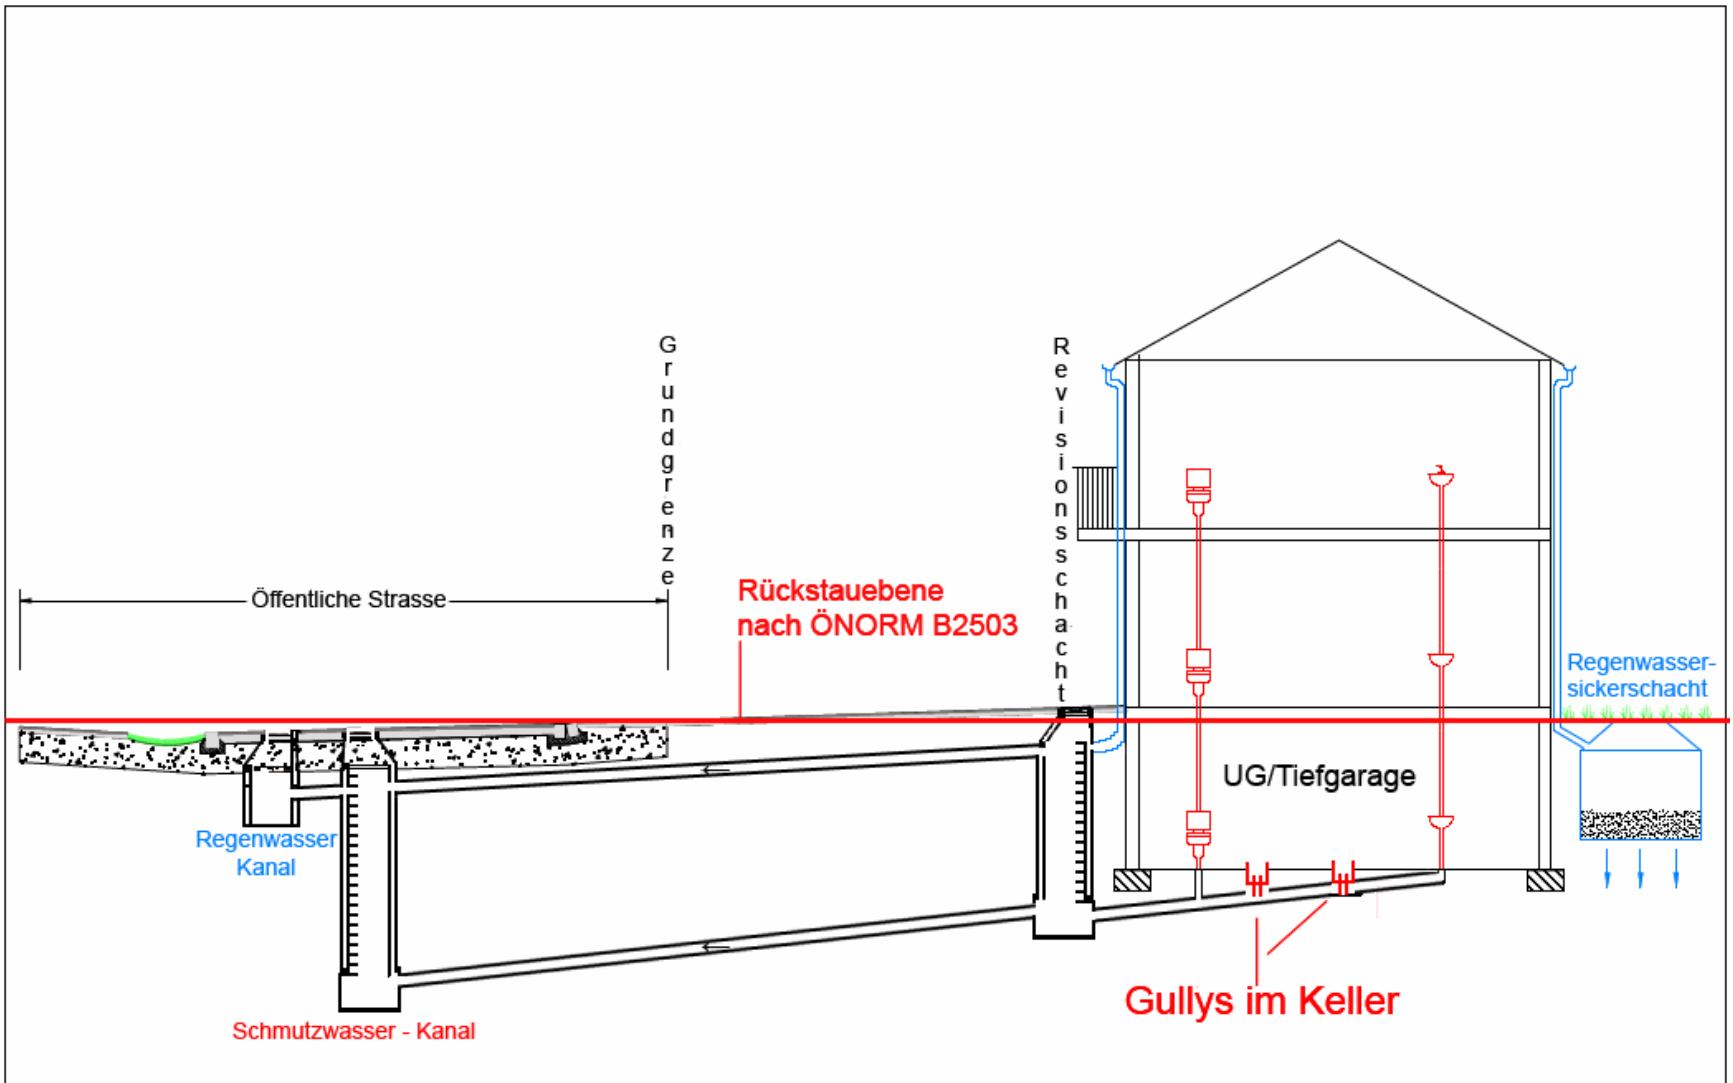 Grundgrenze
Revisionsschacht
Öffentliche Strasse
Rückstauebene
nach ÖNORM B2503
Regenwasser-
sickerschacht
UG/Tiefgarage
Regenwasser
Kanal
Gullys im Keller
Schmutzwasser - Kanal